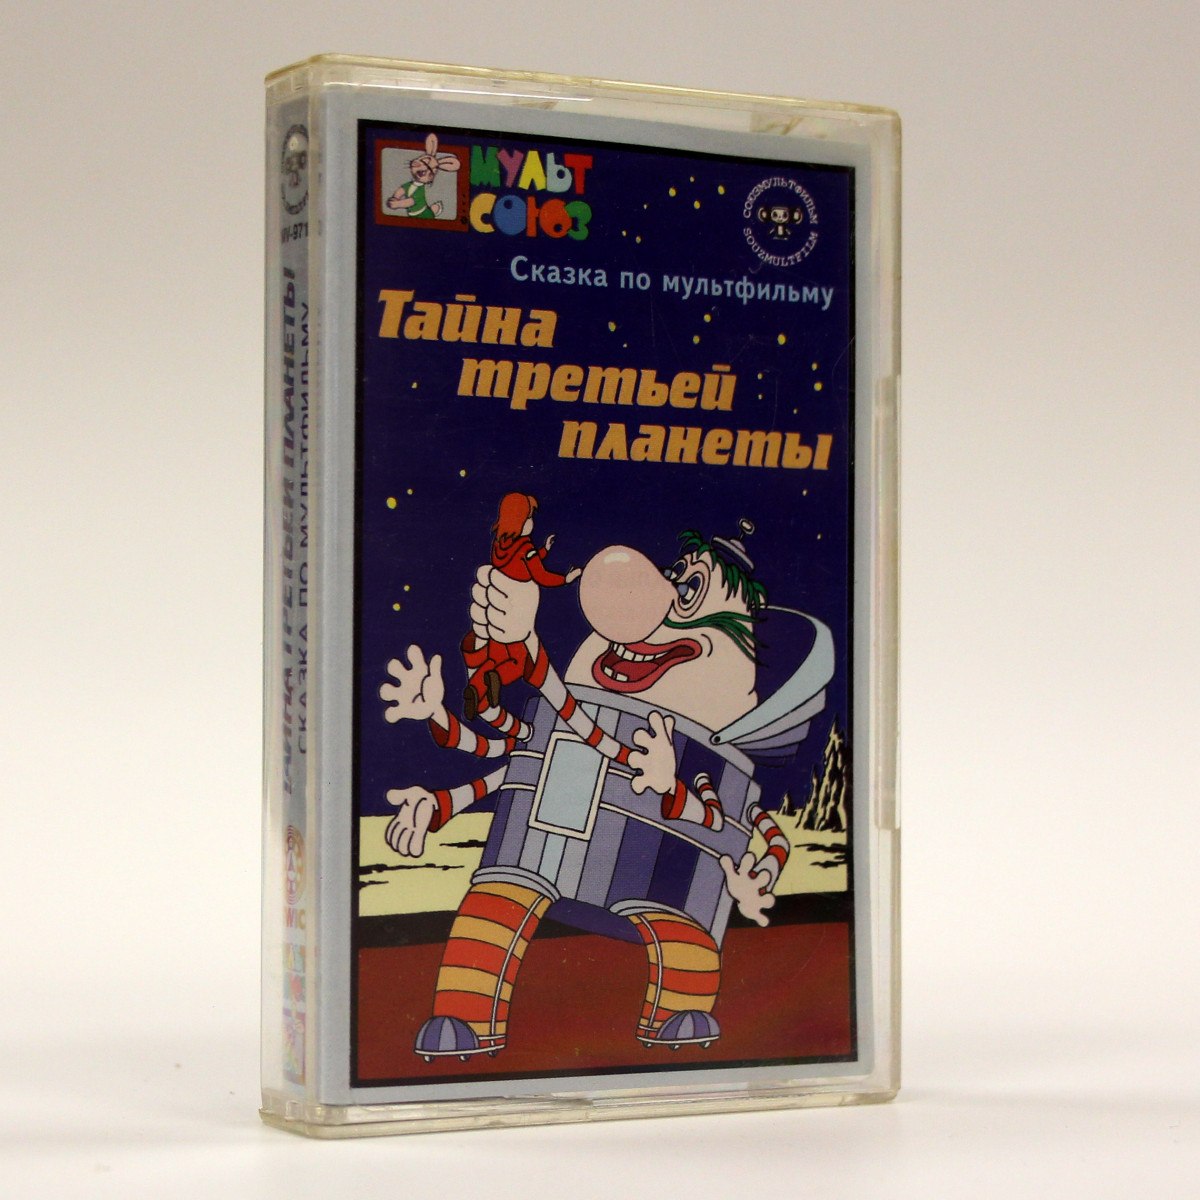 МУЛЬТ
СОЮЗ
СОЮЗМУЛЬТФИЛЬМ
SOUZMULTFILM
Сказка по мультфильму
Тайна
третьей
планеты
ТАЙНА ТРЕТЬЕЙ ПЛАНЕТЫ
СКАЗКА ПО МУЛЬТФИЛЬМУ